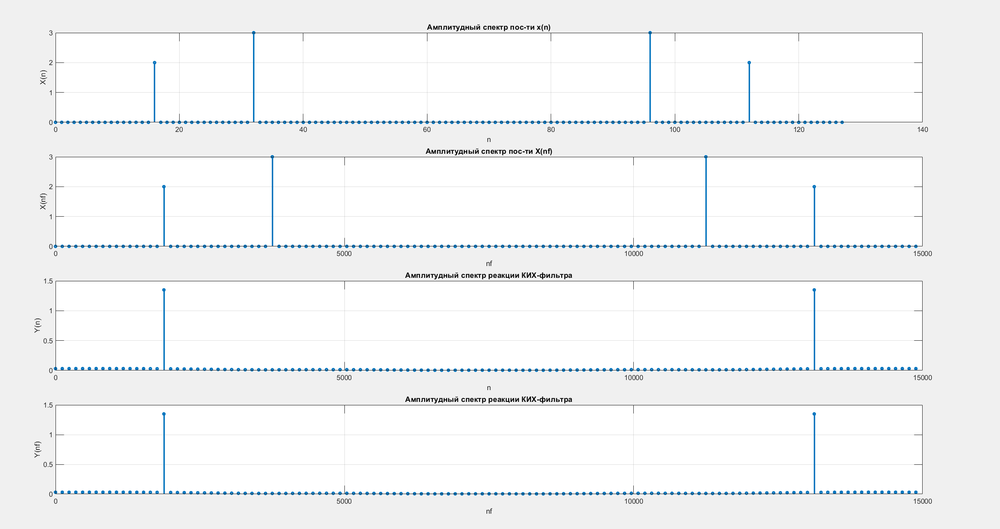 Амплитудный спектр пос-ти x(n)
3
2
1
0
X(n)
0 20 40 60 80 100 120 140
n
Амплитудный спектр пос-ти X(nf)
3
2
1
0
X(nf)
0 5000 10000 15000
nf
Амплитудный спектр реакции КИХ-фильтра
1.5
1
0.5
0
Y(n)
0 5000 10000 15000
n
Амплитудный спектр реакции КИХ-фильтра
1.5
1
0.5
0
Y(nf)
0 5000 10000 15000
nf